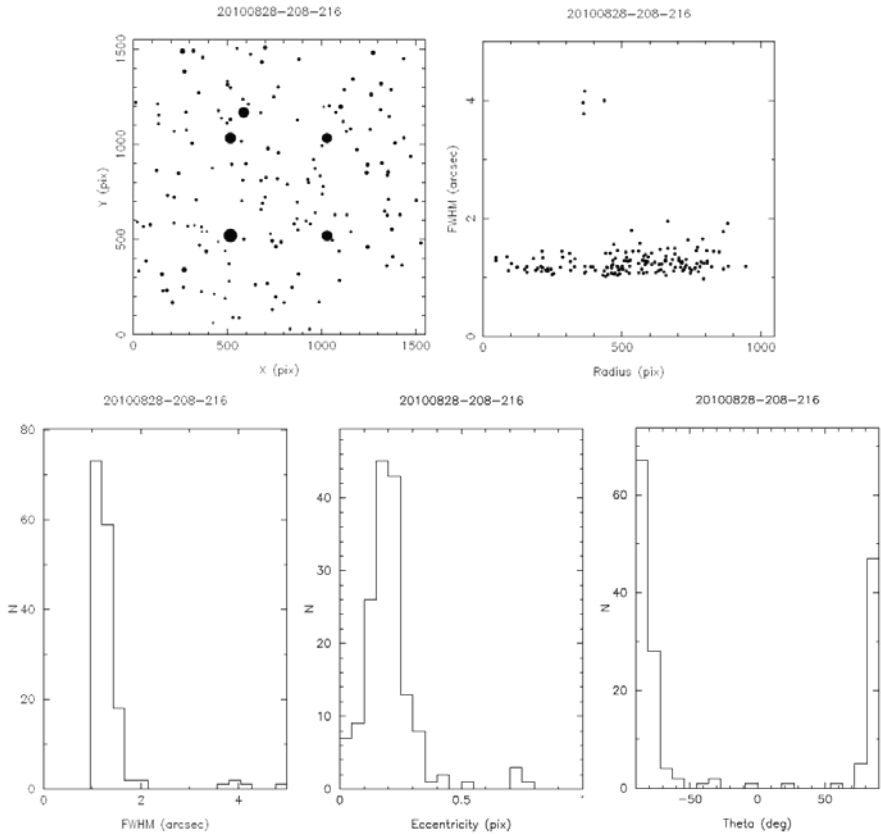 20100828-208-216
20100828-208-216
1500
1000
500
0
Y (pix)
0 500 1000 1500
X (pix)
4
2
0
FWHM (arcsec)
0 500 1000
Radius (pix)
20100828-208-216
20100828-208-216
20100828-208-216
80
60
40
20
0
N
0 2 4
FWHM (arcsec)
40
30
20
10
0
N
0 0.5 1
Eccentricity (pix)
60
40
20
0
N
-50 0 50
Theta (deg)